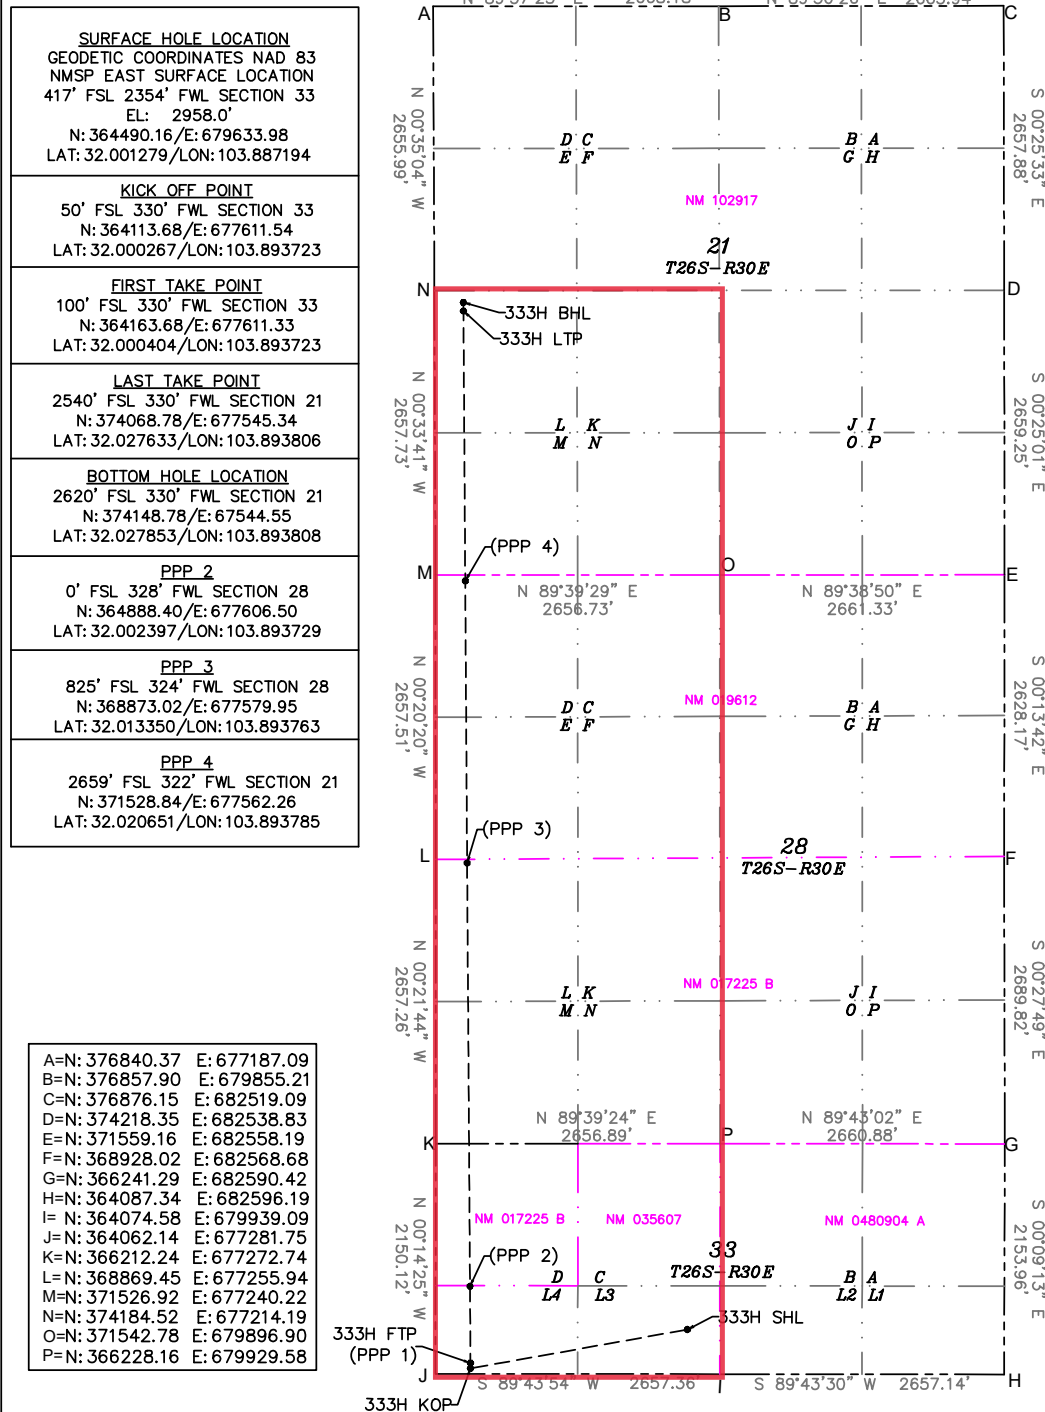 SURFACE HOLE LOCATION
GEODETIC COORDINATES NAD 83
NMSP EAST SURFACE LOCATION
417' FSL 2354' FWL SECTION 33
EL: 2958.0'
N: 364490.16/E: 679633.98
LAT: 32.001279/LON: 103.887194
KICK OFF POINT
50' FSL 330' FWL SECTION 33
N: 364113.68/E: 677611.54
LAT: 32.000267/LON: 103.893723
FIRST TAKE POINT
100' FSL 330' FWL SECTION 33
N: 364163.68/E: 677611.33
LAT: 32.000404/LON: 103.893723
LAST TAKE POINT
2540' FSL 330' FWL SECTION 21
N: 374068.78/E: 677545.34
LAT: 32.027633/LON: 103.893806
BOTTOM HOLE LOCATION
2620' FSL 330' FWL SECTION 21
N: 374148.78/E: 67544.55
LAT: 32.027853/LON: 103.893808
PPP 2
0' FSL 328' FWL SECTION 28
N: 364888.40/E: 677606.50
LAT: 32.002397/LON: 103.893729
PPP 3
825' FSL 324' FWL SECTION 28
N: 368873.02/E: 677579.95
LAT: 32.013350/LON: 103.893763
PPP 4
2659' FSL 322' FWL SECTION 21
N: 371528.84/E: 677562.26
LAT: 32.020651/LON: 103.893785
A=N: 376840.37 E: 677187.09
B=N: 376857.90 E: 679855.21
C=N: 376876.15 E: 682519.09
D=N: 374218.35 E: 682538.83
E=N: 371559.16 E: 682558.19
F=N: 368928.02 E: 682568.68
G=N: 366241.29 E: 682590.42
H=N: 364087.34 E: 682596.19
I= N: 364074.58 E: 679939.09
J=N: 364062.14 E: 677281.75
K=N: 366212.24 E: 677272.74
L=N: 368869.45 E: 677255.94
M=N: 371526.92 E: 677240.22
N=N: 374184.52 E: 677214.19
O=N: 371542.78 E: 679896.90
P=N: 366228.16 E: 679929.58
A
B
C
N 00°35'04" W
2655.99'
S 00°25'33" E
2657.88'
D C
E F
B A
G H
NM 102917
21
T26S-R30E
N
D
333H BHL
333H LTP
N 00°33'41" W
2657.73'
S 00°25'01" E
2659.25'
L K
M N
J I
O P
(PPP 4)
M
O
E
N 89°39'29" E
2656.73'
N 89°38'50" E
2661.33'
N 00°20'20" W
2657.51'
S 00°13'42" E
2628.17'
D C
E F
NM 019612
B A
G H
(PPP 3)
L
F
28
T26S-R30E
N 00°21'44" W
2657.26'
S 00°27'49" E
2689.82'
L K
M N
NM 017225 B
J I
O P
N 89°39'24" E
2656.89'
N 89°43'02" E
2660.88'
K
P
G
N 00°14'25" W
2150.12'
S 00°09'13" E
2153.96'
NM 017225 B
NM 035607
NM 0480904 A
33
T26S-R30E
(PPP 2)
D C
L4 L3
B A
L2 L1
333H SHL
333H FTP
(PPP 1)
J
H
S 89°43'54 W 2657.36'
S 89°43'30" W 2657.14'
333H KOP